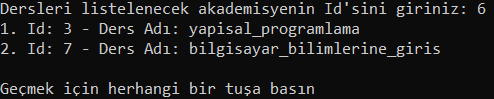 Dersleri listelenecek akademisyenin Id'sini giriniz: 6
1. Id: 3 - Ders Adı: yapisal_programlama
2. Id: 7 - Ders Adı: bilgisayar_bilimlerine_giris
Geçmek için herhangi bir tuşa basın